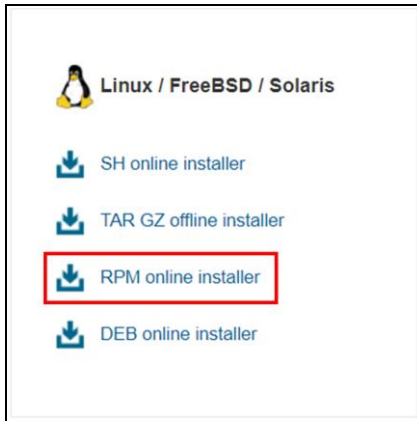 Linux / FreeBSD / Solaris
SH online installer
TAR GZ offline installer
RPM online installer
DEB online installer